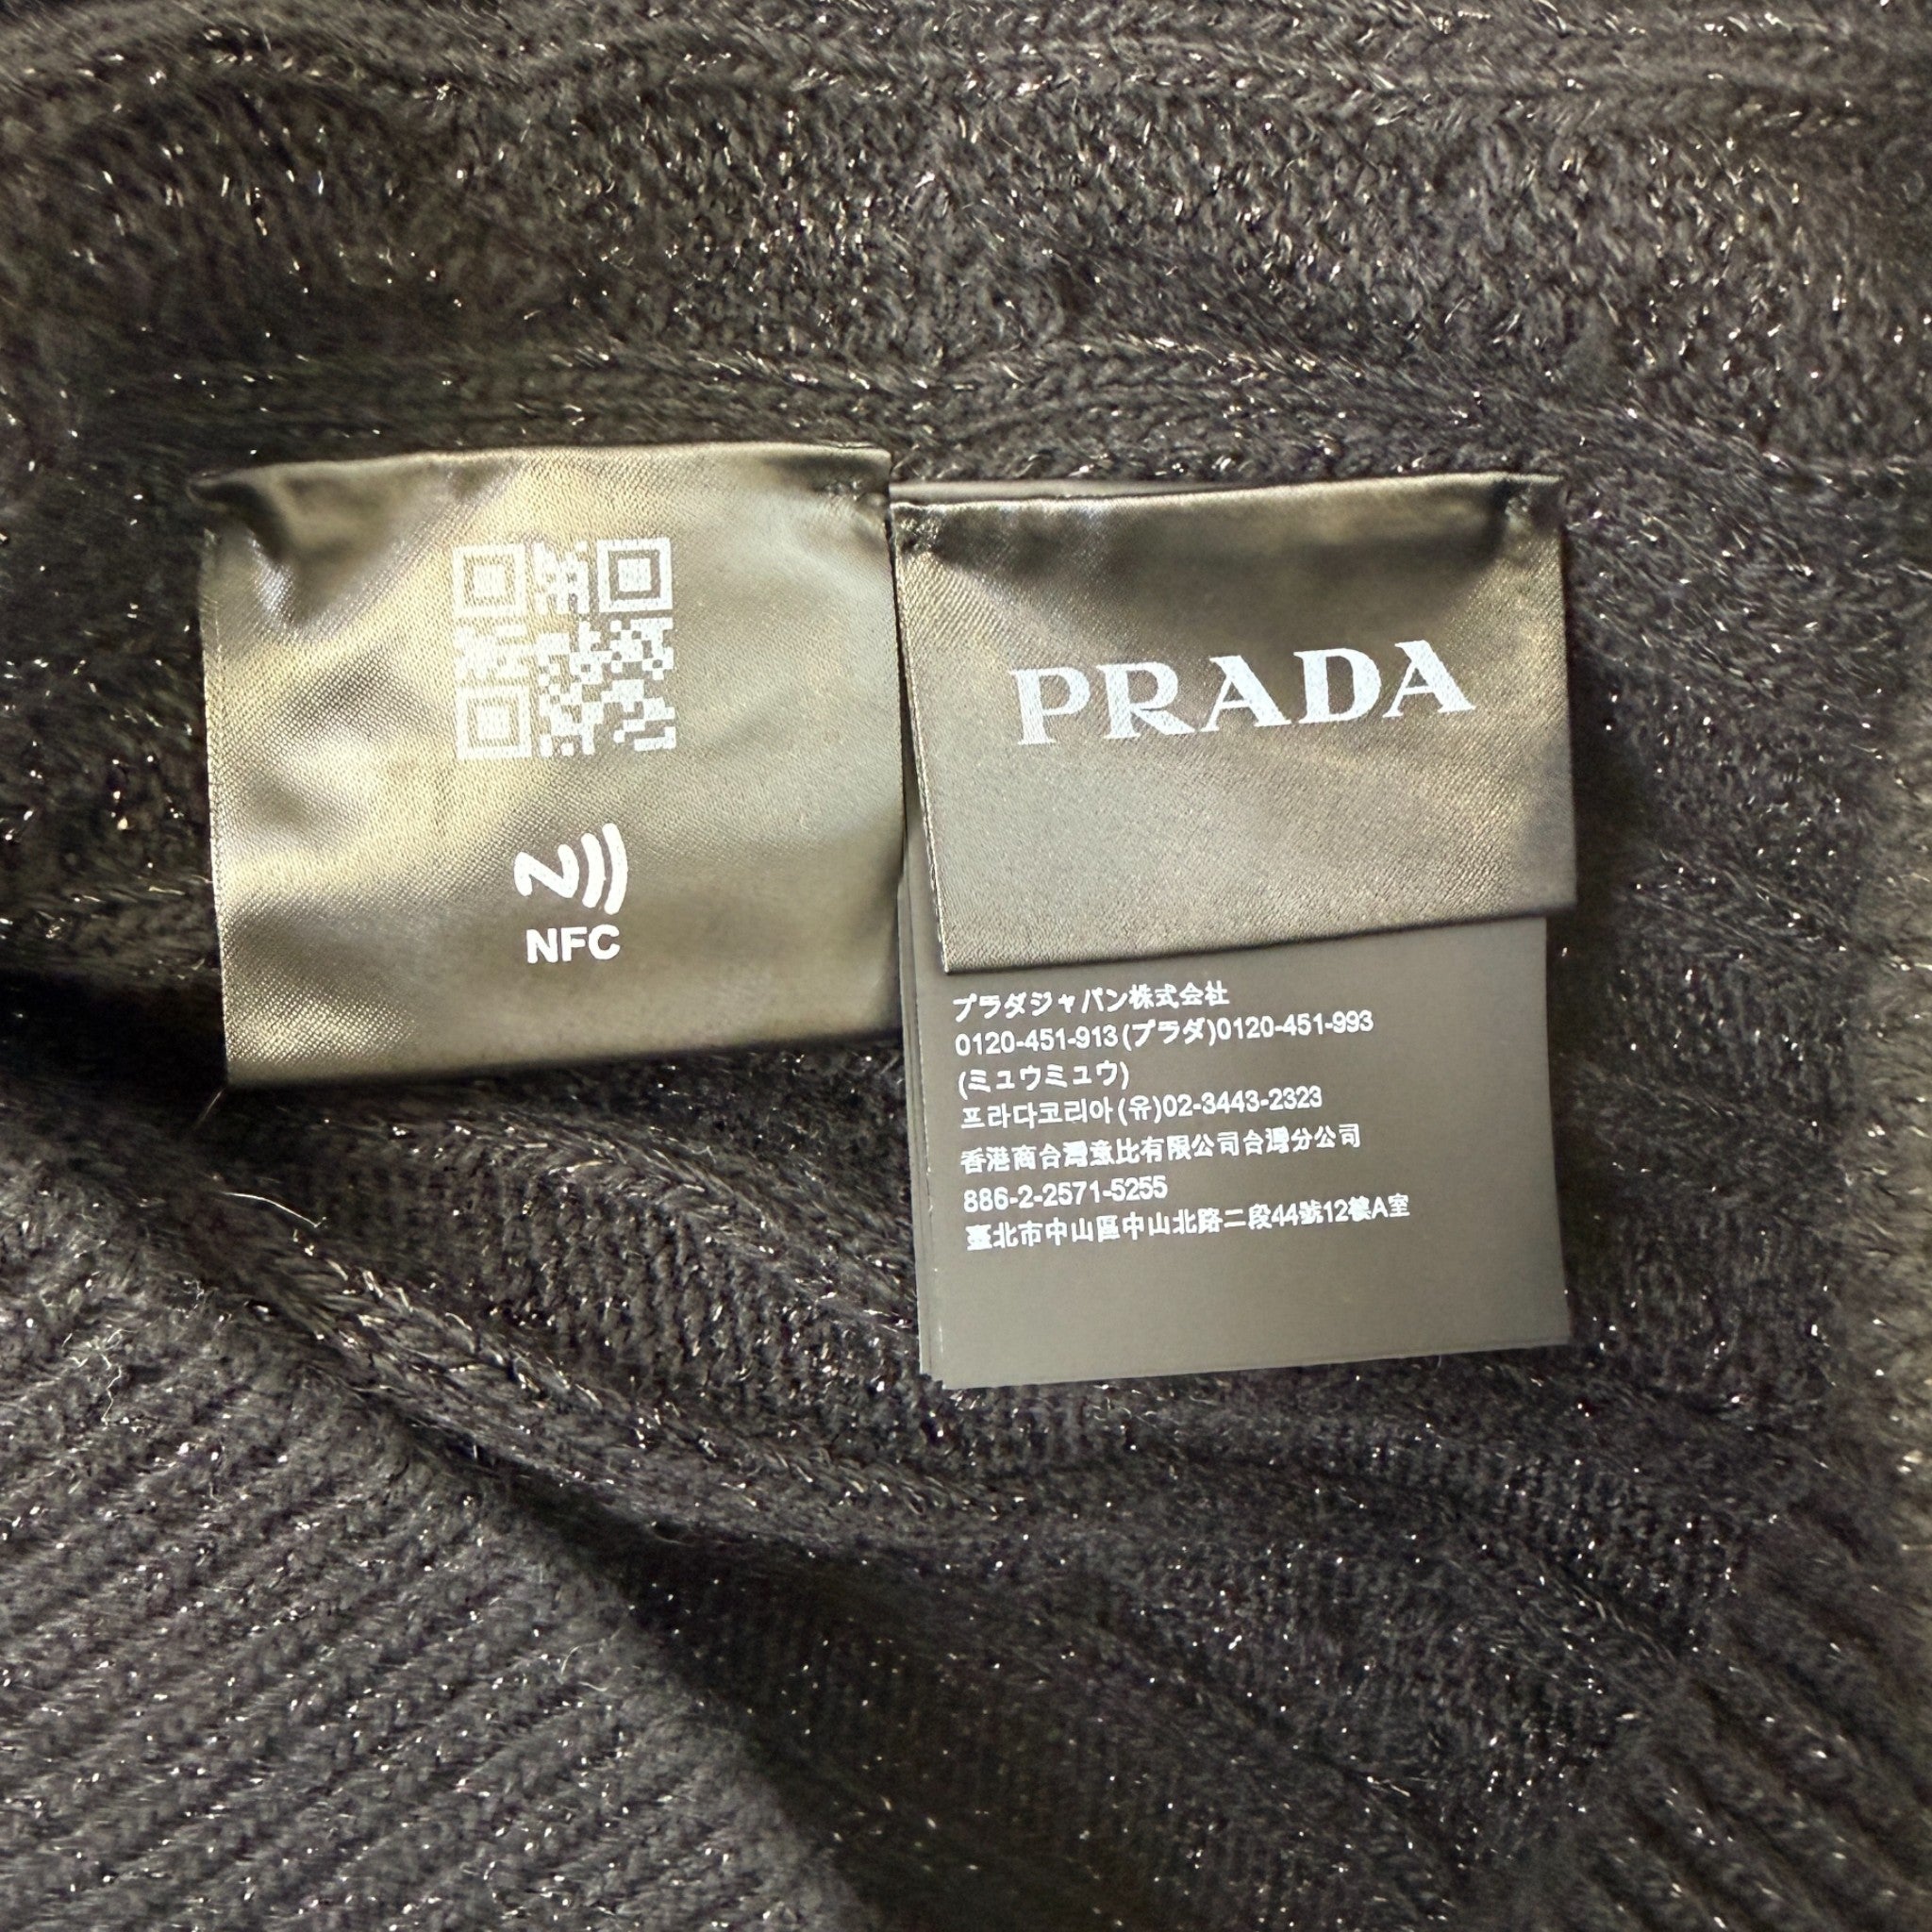 NFC
PRADA
プラダジャパン株式会社
0120-451-913(プラダ)0120-451-993
(ミュウミュウ)
프라다코리아(유)02-3443-2323
香港商台灣意比有限公司台灣分公司
886-2-2571-5255
臺北市中山區中山北路二段44號12樓A室